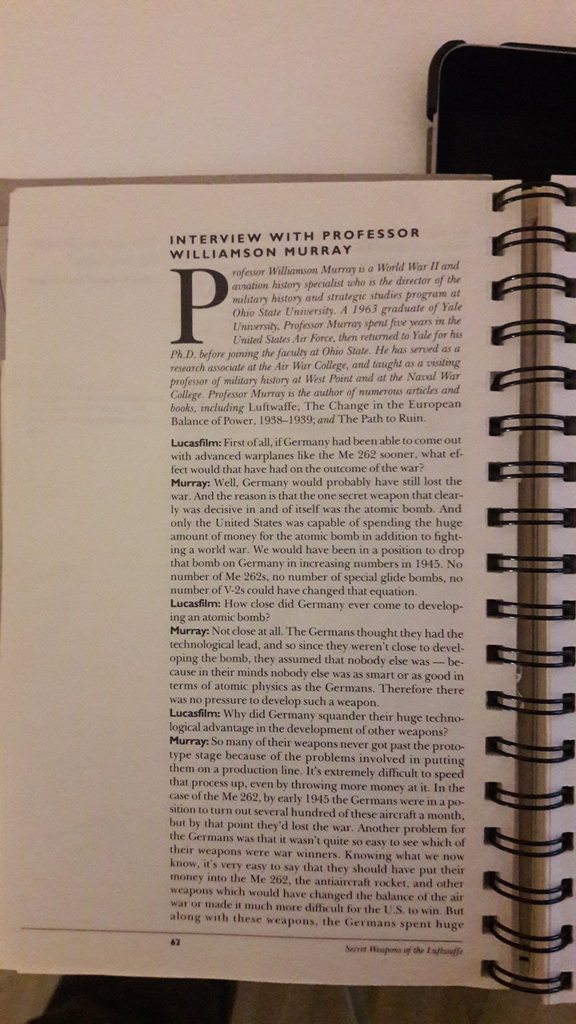 INTERVIEW WITH PROFESSOR
WILLIAMSON MURRAY
Professor Williamson Murray is a World War II and
aviation history specialist who is the director of the
military history and strategic studies program at
Ohio State University. A 1963 graduate of Yale
University, Professor Murray spent five years in the
United States Air Force, then returned to Yale for his
Ph.D. before joining the faculty at Ohio State. He has served as a
research associate at the Air War College, and taught as a visiting
professor of military history at West Point and at the Naval War
College. Professor Murray is the author of numerous articles and
books, including Luftwaffe; The Change in the European
Balance of Power, 1938–1939; and The Path to Ruin.
Lucasfilm: First of all, if Germany had been able to come out
with advanced warplanes like the Me 262 sooner, what ef-
fect would that have had on the outcome of the war?
Murray: Well, Germany would probably have still lost the
war. And the reason is that the one secret weapon that clear-
ly was decisive in and of itself was the atomic bomb. And
only the United States was capable of spending the huge
amount of money for the atomic bomb in addition to fight-
ing a world war. We would have been in a position to drop
that bomb on Germany in increasing numbers in 1945. No
number of Me 262s, no number of special glide bombs, no
number of V-2s could have changed that equation.
Lucasfilm: How close did Germany ever come to develop-
ing an atomic bomb?
Murray: Not close at all. The Germans thought they had the
technological lead, and so since they weren't close to devel-
oping the bomb, they assumed that nobody else was — be-
cause in their minds nobody else was as smart or as good in
terms of atomic physics as the Germans. Therefore there
was no pressure to develop such a weapon.
Lucasfilm: Why did Germany squander their huge techno-
logical advantage in the development of other weapons?
Murray: So many of their weapons never got past the proto-
type stage because of the problems involved in putting
them on a production line. It's extremely difficult to speed
that process up, even by throwing more money at it. In the
case of the Me 262, by early 1945 the Germans were in a po-
sition to turn out several hundred of these aircraft a month,
but by that point they'd lost the war. Another problem for
the Germans was that it wasn't quite so easy to see which of
their weapons were war winners. Knowing what we now
know, it's very easy to say that they should have put their
money into the Me 262, the antiaircraft rocket, and other
weapons which would have changed the balance of the air
war or made it much more difficult for the U.S. to win. But
along with these weapons, the Germans spent huge
62
Secret Weapons of the Luftwaffe